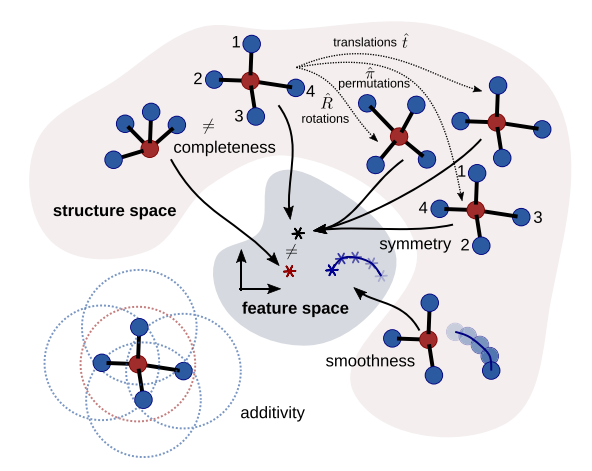 translations t̂
1
π̂
permutations
2
4
R̂
rotations
3
≠
completeness
1
structure space
4
3
symmetry
2
≠
feature space
smoothness
additivity